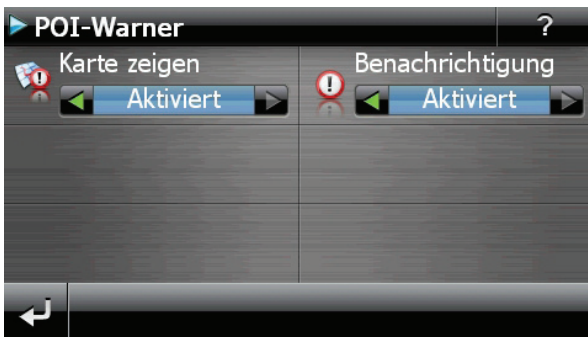 POI-Warner ?
Karte zeigen
Aktiviert
Benachrichtigung
Aktiviert